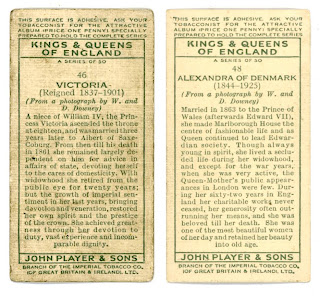 THIS SURFACE IS ADHESIVE. ASK YOUR
TOBACCONIST FOR THE ATTRACTIVE
ALBUM (PRICE ONE PENNY) SPECIALLY
PREPARED TO HOLD THE COMPLETE SERIES
KINGS & QUEENS
OF ENGLAND
A SERIES OF 50
46
VICTORIA
(Reigned 1837-1901)
(From a photograph by W. and
D. Downey)
A niece of William IV, the Prin-
cess Victoria ascended the throne
at eighteen, and was married three
years later to Albert of Saxe-
Coburg. From then till his death
in 1861 she remained largely de-
pendent on him for advice in
affairs of state, devoting herself
to the cares of domesticity. With
widowhood she retired from the
public eye for twenty years;
but the growth of imperial sent-
iment in her last years, bringing
devotion and veneration, restored
her own spirit and the prestige
of the crown. She achieved great-
ness through her devotion to
duty, vast experience and incom-
parable dignity.
JOHN PLAYER & SONS
BRANCH OF THE IMPERIAL TOBACCO CO.
(OF GREAT BRITAIN & IRELAND), LTD.
THIS SURFACE IS ADHESIVE. ASK YOUR
TOBACCONIST FOR THE ATTRACTIVE
ALBUM (PRICE ONE PENNY) SPECIALLY
PREPARED TO HOLD THE COMPLETE SERIES
KINGS & QUEENS
OF ENGLAND
A SERIES OF 50
48
ALEXANDRA OF DENMARK
(1844–1925)
(From a photograph by W. and
D. Downey)
Married in 1863 to the Prince of
Wales (afterwards Edward VII),
she made Marlborough House the
centre of fashionable life and as
Queen continued to lead Edwar-
dian society. Though always
young in spirit, she lived a seclu-
ded life during her widowhood,
and except for the war years,
when she was very active, the
Queen-Mother's public appear-
ances in London were few. Dur-
ing her sixty-two years in Eng-
land her charitable works never
ceased, her generosity often out-
running her means, and she was
beloved till her death. She was
one of the most beautiful women
of her day and retained her beauty
into old age.
JOHN PLAYER & SONS
BRANCH OF THE IMPERIAL TOBACCO CO.
(OF GREAT BRITAIN & IRELAND), LTD.